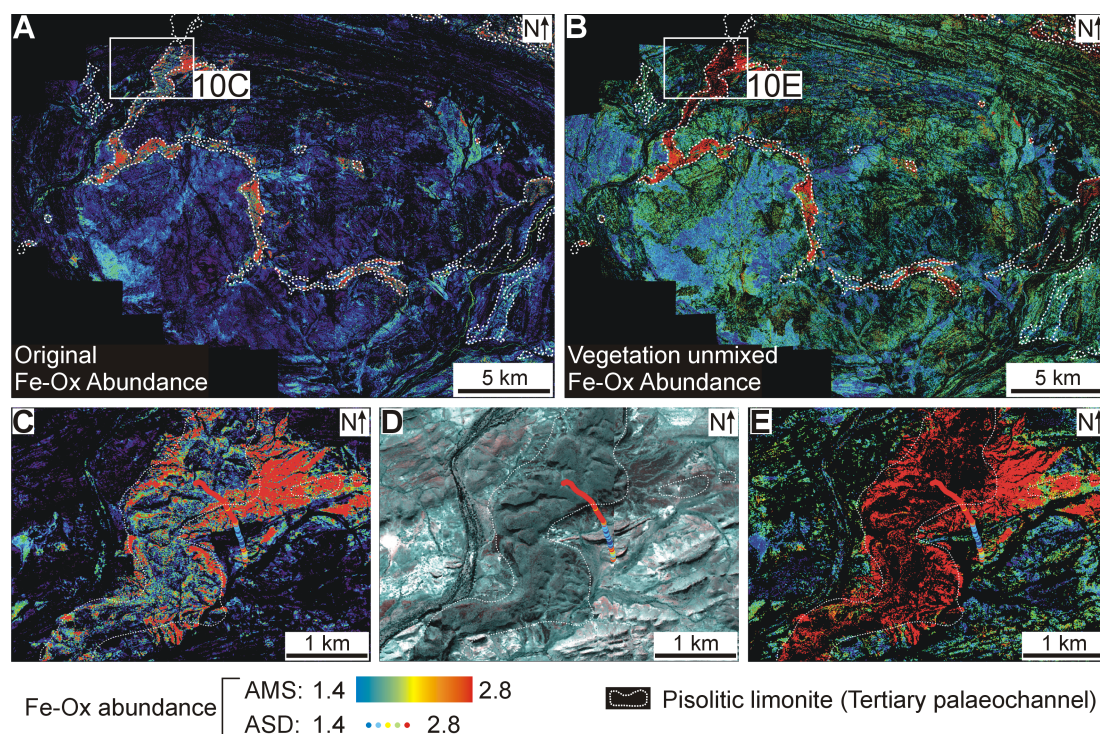 A
N↑
10C
Original
Fe-Ox Abundance
5 km
B
N↑
10E
Vegetation unmixed
Fe-Ox Abundance
5 km
C
N↑
1 km
D
N↑
1 km
E
N↑
1 km
Fe-Ox abundance
AMS: 1.4 2.8
ASD: 1.4 2.8
Pisolitic limonite (Tertiary palaeochannel)